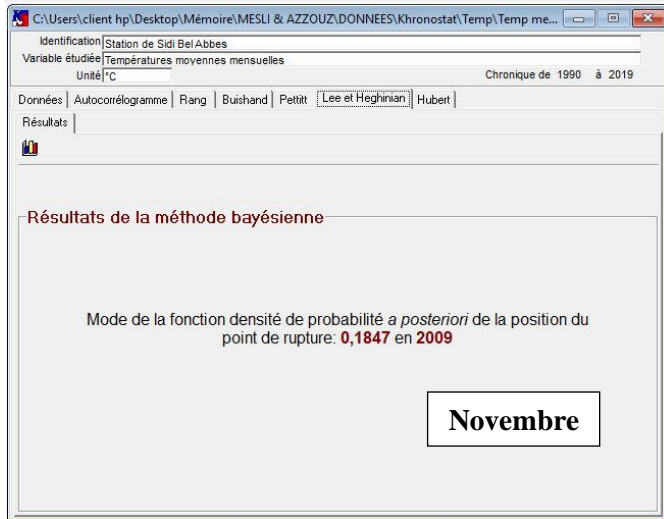 C:\Users\client hp\Desktop\Mémoire\MESLI & AZZOUZ\DONNEES\Khronostat\Temp\Temp me...
Identification Station de Sidi Bel Abbes
Variable étudiée Températures moyennes mensuelles
Unité °C Chronique de 1990 à 2019
Données Autocorrélogramme Rang Buishand Pettitt Lee et Heghinian Hubert
Résultats
Résultats de la méthode bayésienne
Mode de la fonction densité de probabilité a posteriori de la position du
point de rupture: 0,1847 en 2009
Novembre